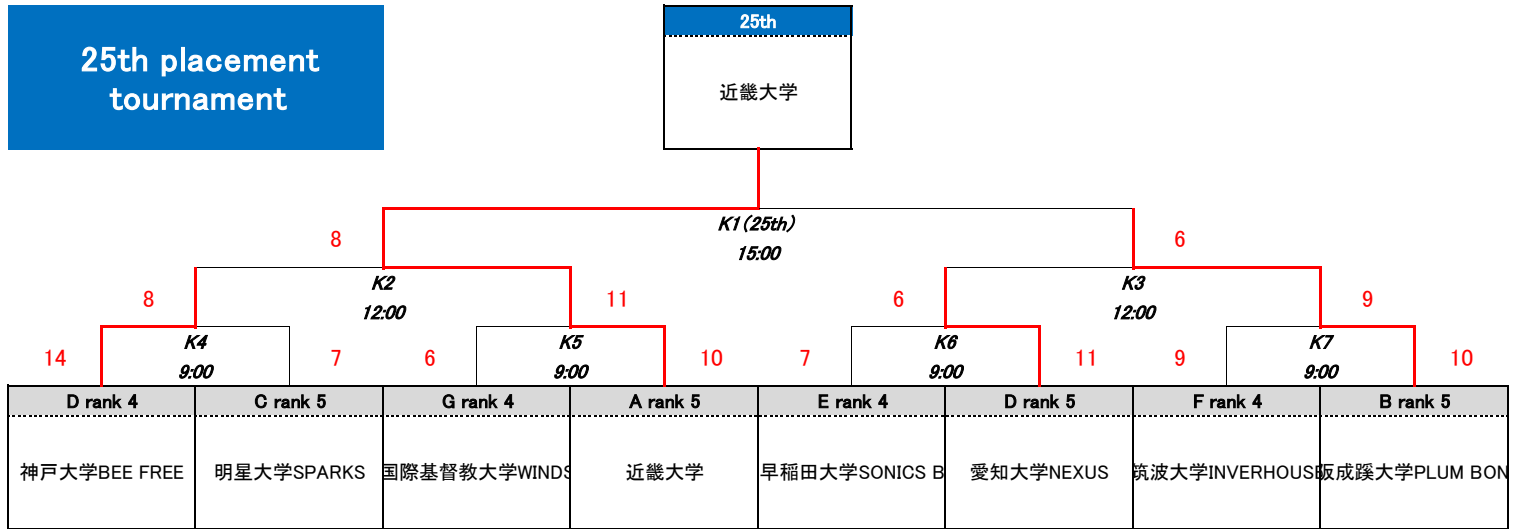 25th placement
tournament
25th
近畿大学
K1(25th)
15:00
8
6
K2
12:00
K3
12:00
8
11
6
9
K4
9:00
K5
9:00
K6
9:00
K7
9:00
14
7
6
10
7
11
9
10
D rank 4
C rank 5
G rank 4
A rank 5
E rank 4
D rank 5
F rank 4
B rank 5
神戸大学BEE FREE
明星大学SPARKS
国際基督教大学WINDS
近畿大学
早稲田大学SONICS B
愛知大学NEXUS
筑波大学INVERHOUSE
阪成蹊大学PLUM BON